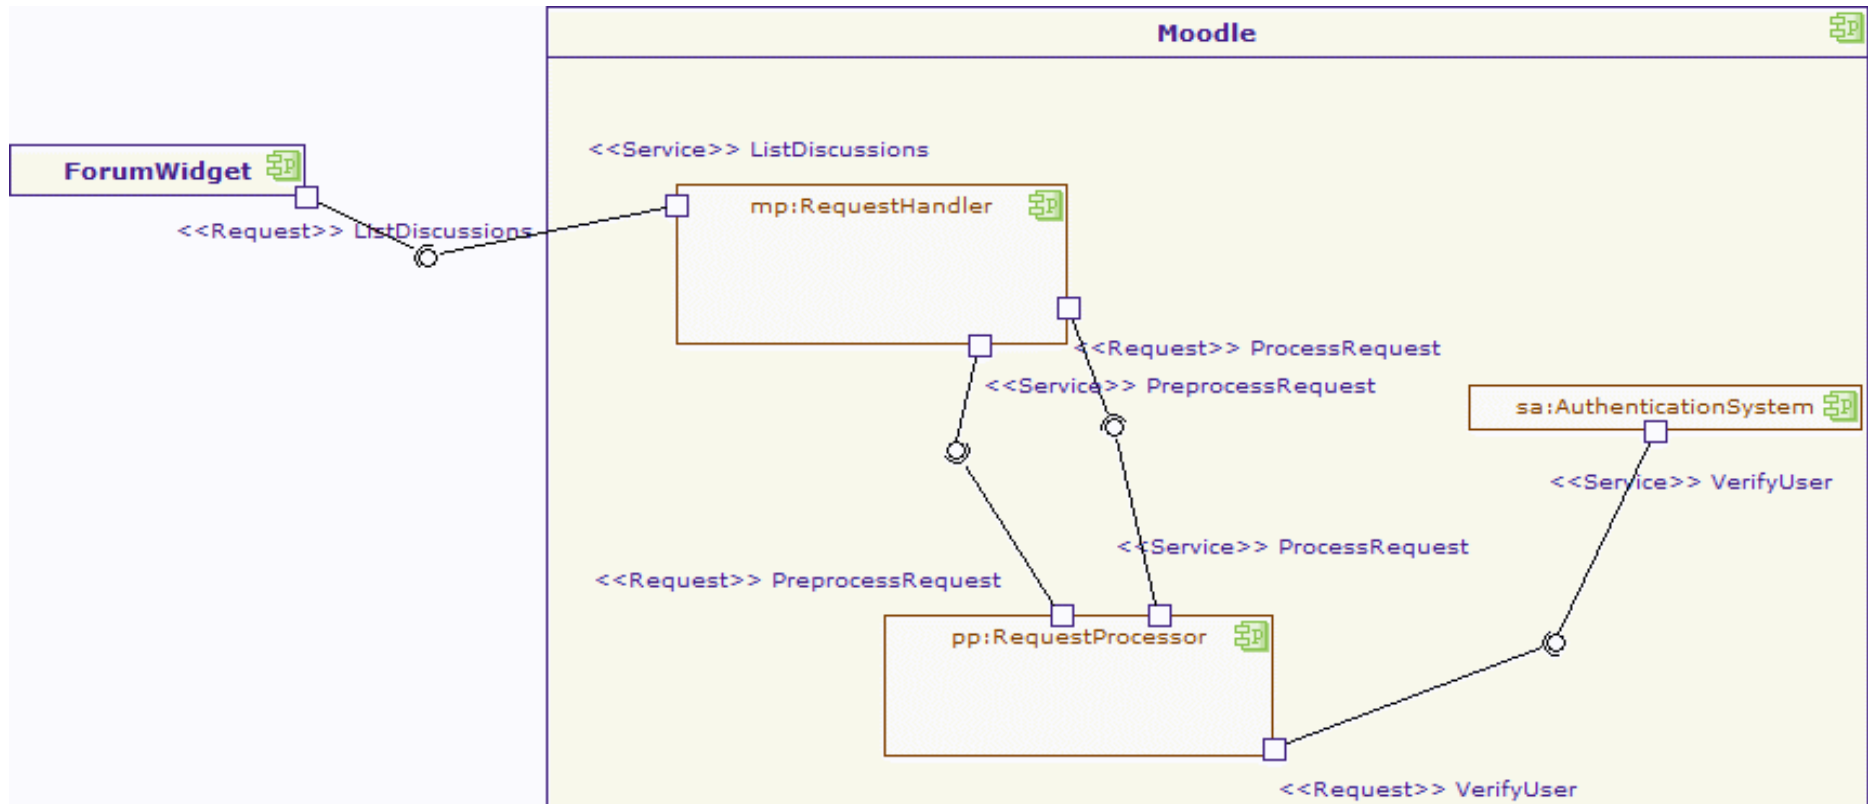 Moodle
<<Service>> ListDiscussions
ForumWidget
mp:RequestHandler
<<Request>> ListDiscussions
<<Request>> ProcessRequest
<<Service>> PreprocessRequest
sa:AuthenticationSystem
<<Service>> VerifyUser
<<Service>> ProcessRequest
<<Request>> PreprocessRequest
pp:RequestProcessor
<<Request>> VerifyUser